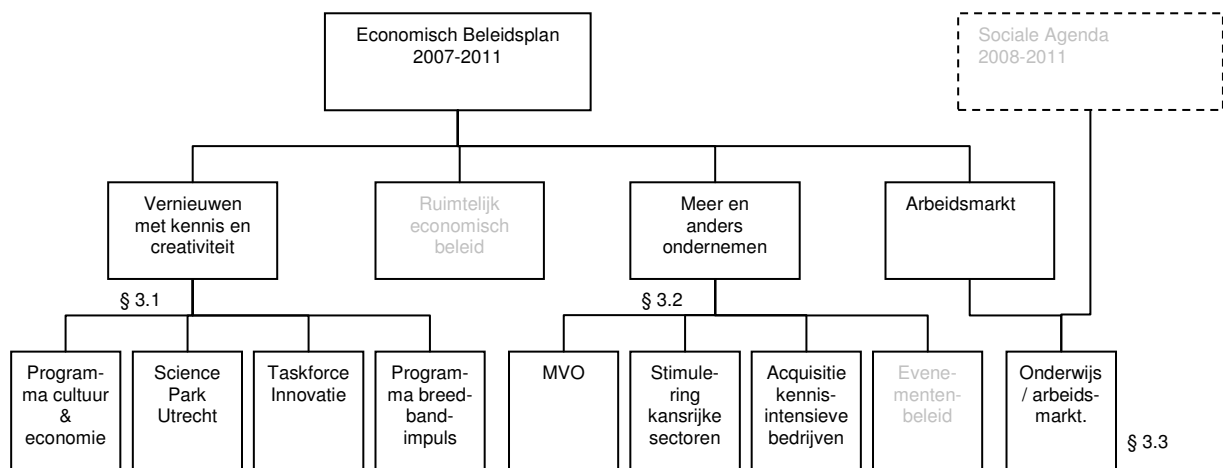 Economisch Beleidsplan
2007-2011
Sociale Agenda
2008-2011
Vernieuwen
met kennis en
creativiteit
Ruimtelijk
economisch
beleid
Meer en
anders
ondernemen
Arbeidsmarkt
§ 3.1
§ 3.2
Program-
ma cultuur
&
economie
Science
Park
Utrecht
Taskforce
Innovatie
Program-
ma breed-
band-
impuls
MVO
Stimule-
ring
kansrijke
sectoren
Acquisitie
kennis-
intensieve
bedrijven
Evene-
menten-
beleid
Onderwijs
/ arbeids-
markt.
§ 3.3